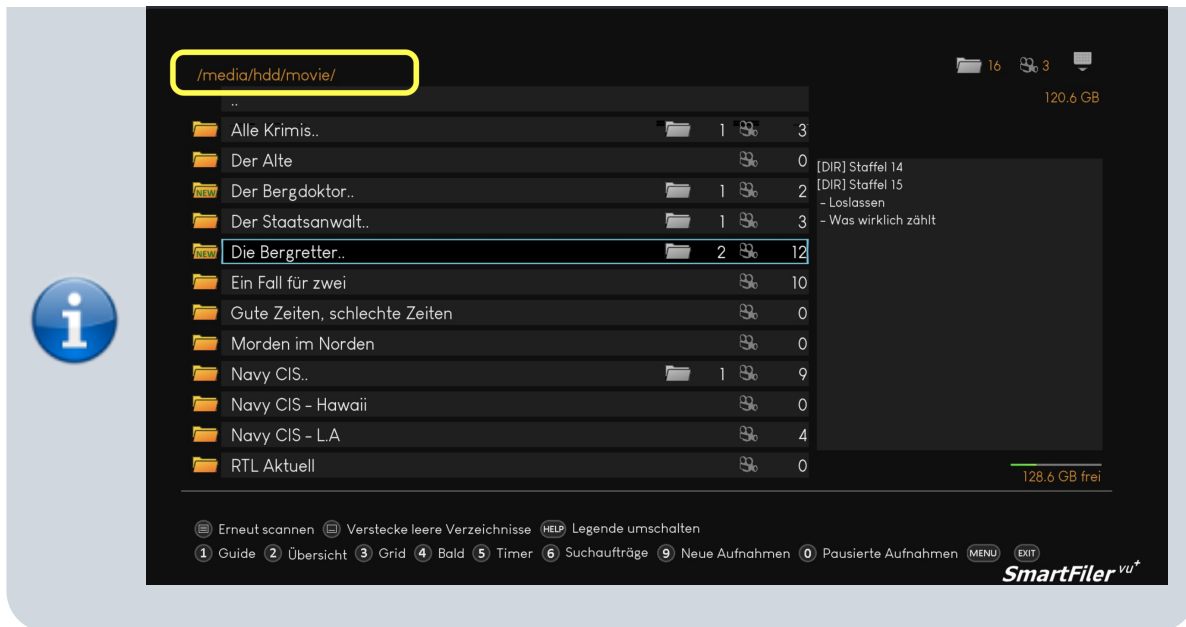 /media/hdd/movie/
16 3
120.6 GB
..
Alle Krimis.. 1 3
Der Alte 0
NEW Der Bergdoktor.. 1 2
Der Staatsanwalt.. 1 3
NEW Die Bergretter.. 2 12
Ein Fall für zwei 10
Gute Zeiten, schlechte Zeiten 0
Morden im Norden 0
Navy CIS.. 1 9
Navy CIS - Hawaii 0
Navy CIS - L.A 4
RTL Aktuell 0
[DIR] Staffel 14
[DIR] Staffel 15
- Loslassen
- Was wirklich zählt
128.6 GB frei
Erneut scannen Verstecke leere Verzeichnisse HELP Legende umschalten
1 Guide 2 Übersicht 3 Grid 4 Bald 5 Timer 6 Suchaufträge 9 Neue Aufnahmen 0 Pausierte Aufnahmen MENU EXIT
SmartFiler vu+